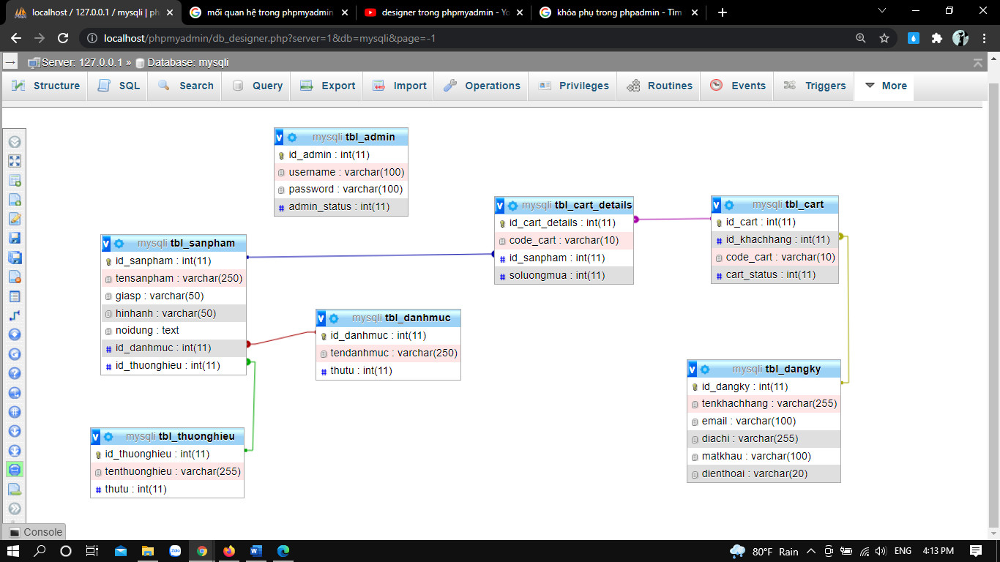 localhost / 127.0.0.1 / mysqli | ph
mối quan hệ trong phpmyadmin
designer trong phpmyadmin - Yo
khóa phụ trong phpadmin - Tìm
localhost/phpmyadmin/db_designer.php?server=1&db=mysqli&page=-1
Server: 127.0.0.1 » Database: mysqli
Structure SQL Search Query Export Import Operations Privileges Routines Events Triggers More
mysqli tbl_admin
id_admin : int(11)
username : varchar(100)
password : varchar(100)
admin_status : int(11)
mysqli tbl_cart_details
id_cart_details : int(11)
code_cart : varchar(10)
id_sanpham : int(11)
soluongmua : int(11)
mysqli tbl_cart
id_cart : int(11)
id_khachhang : int(11)
code_cart : varchar(10)
cart_status : int(11)
mysqli tbl_sanpham
id_sanpham : int(11)
tensanpham : varchar(250)
giasp : varchar(50)
hinhanh : varchar(50)
noidung : text
id_danhmuc : int(11)
id_thuonghieu : int(11)
mysqli tbl_danhmuc
id_danhmuc : int(11)
tendanhmuc : varchar(250)
thutu : int(11)
mysqli tbl_dangky
id_dangky : int(11)
tenkhachhang : varchar(255)
email : varchar(100)
diachi : varchar(255)
matkhau : varchar(100)
dienthoai : varchar(20)
mysqli tbl_thuonghieu
id_thuonghieu : int(11)
tenthuonghieu : varchar(255)
thutu : int(11)
Console
Zalo
80°F Rain
ENG
4:13 PM